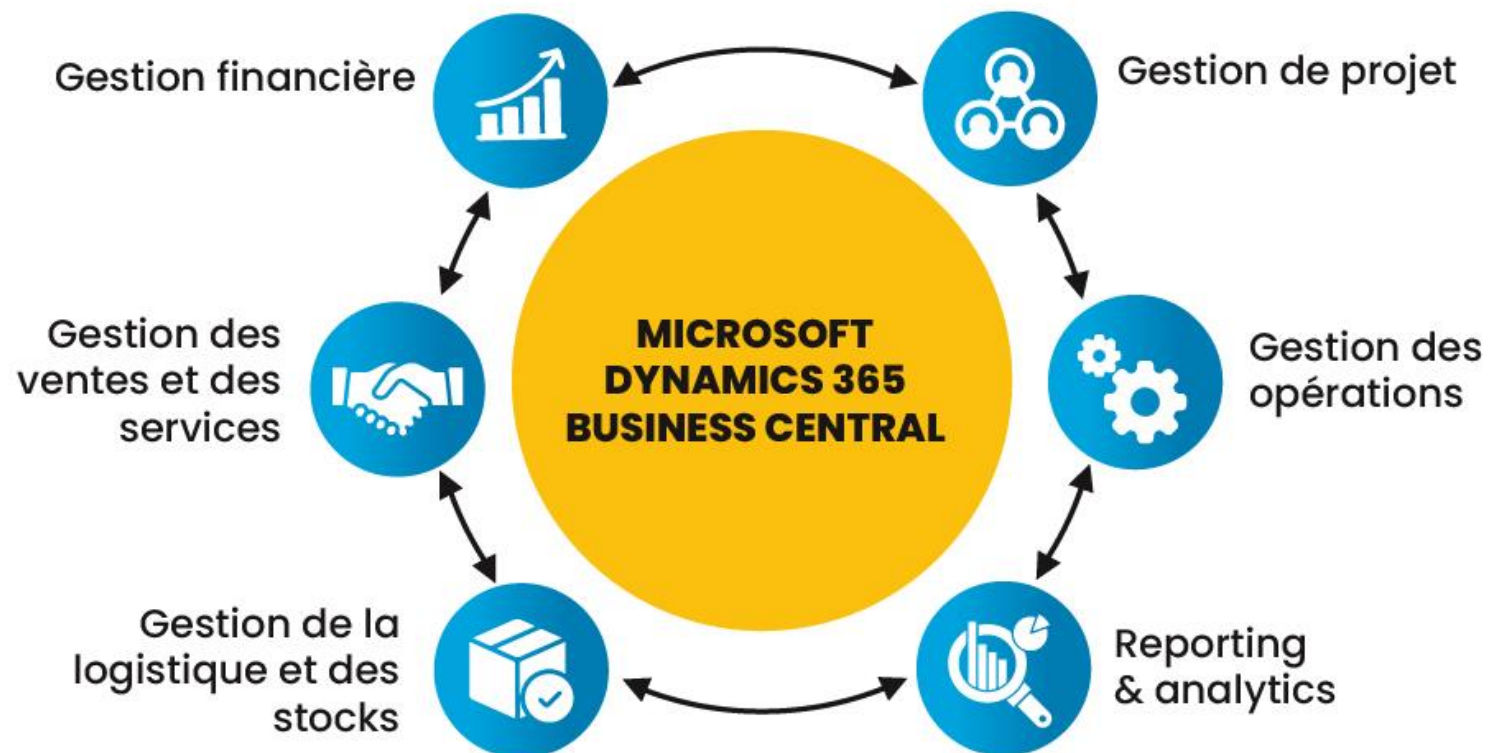 Gestion financière
Gestion de projet
Gestion des
ventes et des
services
MICROSOFT
DYNAMICS 365
BUSINESS CENTRAL
Gestion des
opérations
Gestion de la
logistique et des
stocks
Reporting
& analytics